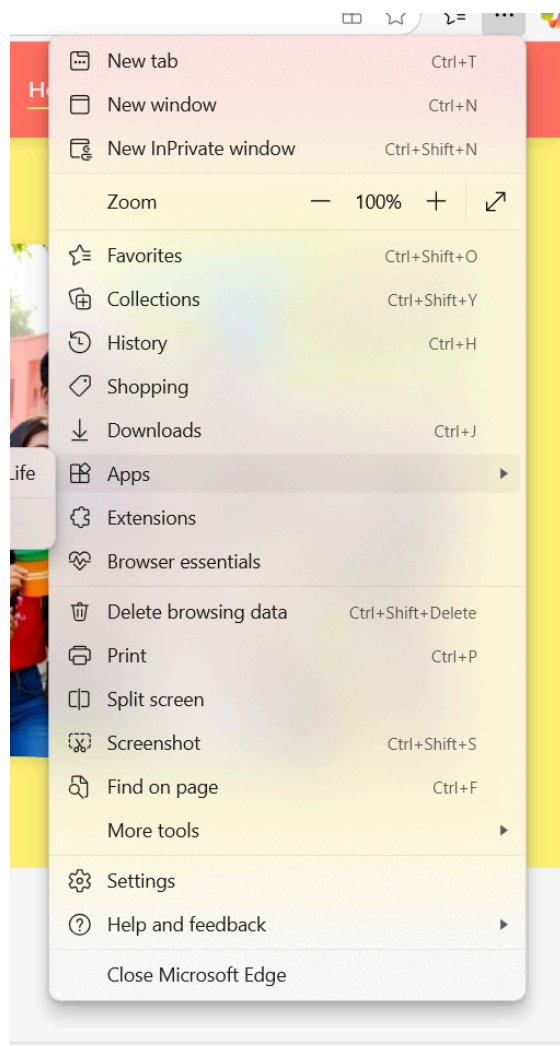 New tab Ctrl+T
New window Ctrl+N
New InPrivate window Ctrl+Shift+N
Zoom 100%
Favorites Ctrl+Shift+O
Collections Ctrl+Shift+Y
History Ctrl+H
Shopping
Downloads Ctrl+J
Apps
Extensions
Browser essentials
Delete browsing data Ctrl+Shift+Delete
Print Ctrl+P
Split screen
Screenshot Ctrl+Shift+S
Find on page Ctrl+F
More tools
Settings
Help and feedback
Close Microsoft Edge